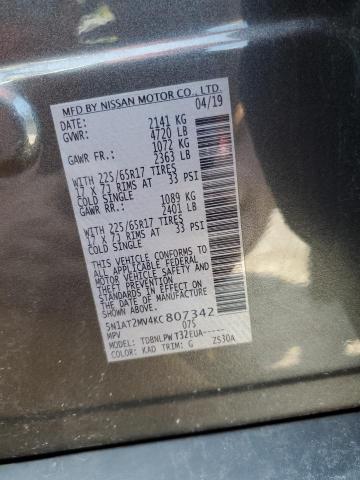 MFD BY NISSAN MOTOR CO., LTD.
04/19
DATE: 2141 KG
GVWR: 4720 LB
1072 KG
GAWR FR.: 2363 LB
WITH 225/65R17 TIRES
17 X 7J RIMS AT 33 PSI
COLD SINGLE 1089 KG
GAWR RR.: 2401 LB
WITH 225/65R17 TIRES
17 X 7J RIMS AT 33 PSI
COLD SINGLE
THIS VEHICLE CONFORMS TO
ALL APPLICABLE FEDERAL
MOTOR VEHICLE SAFETY AND
THEFT PREVENTION STANDARDS
IN EFFECT ON THE DATE OF
MANUFACTURE SHOWN ABOVE.
5N1AT2MV4KC807342
MPV 075
MODEL: TDBNLPW T32EUA-----
COLOR: KAD TRIM: G ZS30A